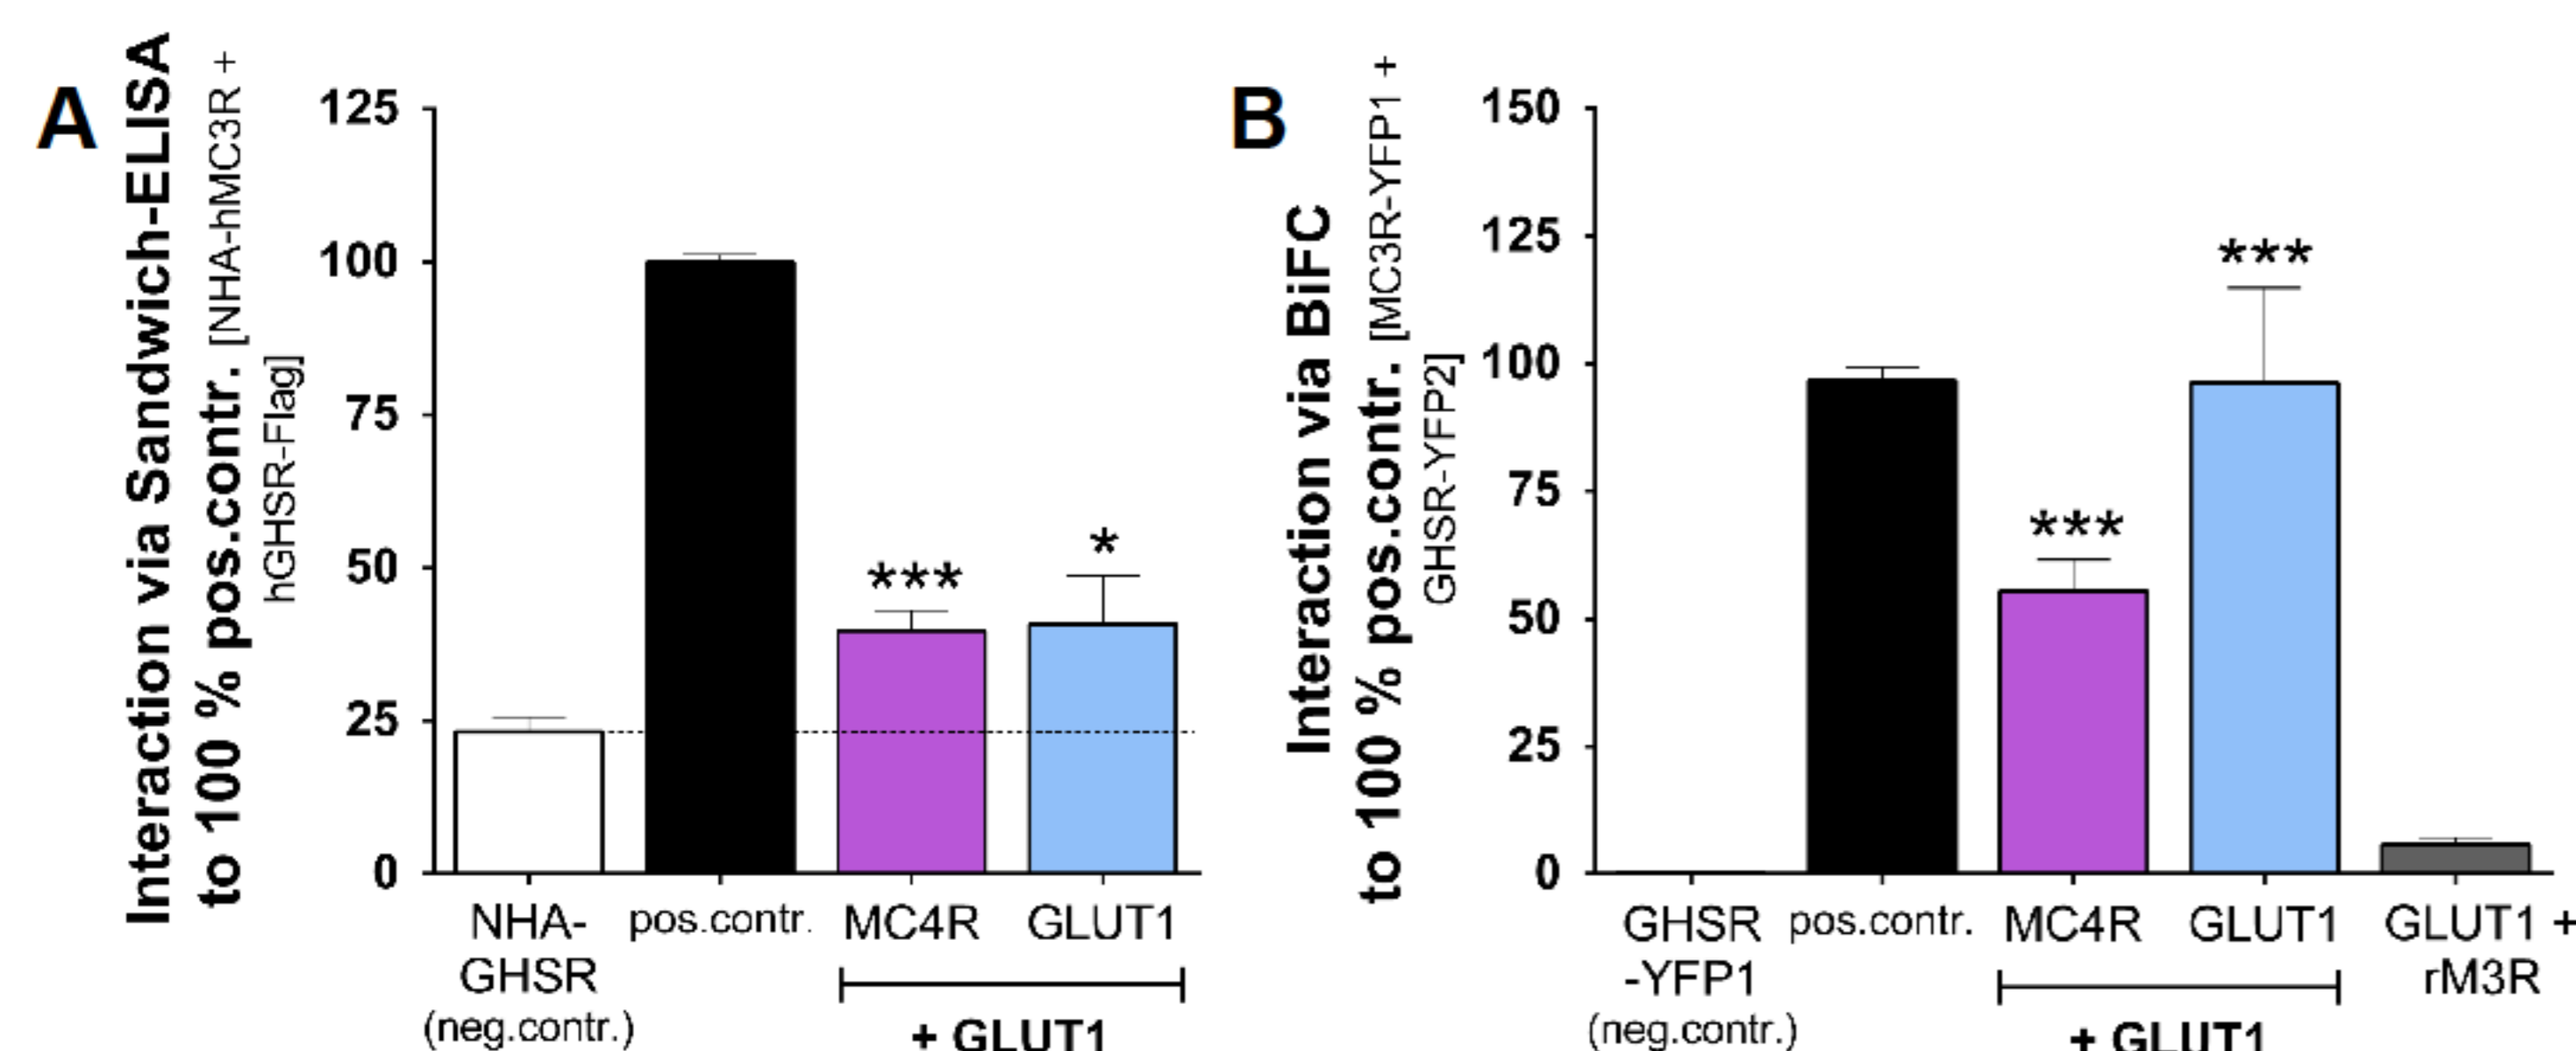 A
Interaction via Sandwich-ELISA
to 100 % pos.contr. [NHA-hMC3R +
hGHSR-Flag]
125
100
75
50
25
0
***
*
NHA-
GHSR
(neg.contr.)
pos.contr.
MC4R
GLUT1
+ GLUT1
B
Interaction via BiFC
to 100 % pos.contr. [MC3R-YFP1 +
GHSR-YFP2]
150
125
100
75
50
25
0
***
***
GHSR
-YFP1
(neg.contr.)
pos.contr.
MC4R
GLUT1
GLUT1 +
rM3R
+ GLUT1